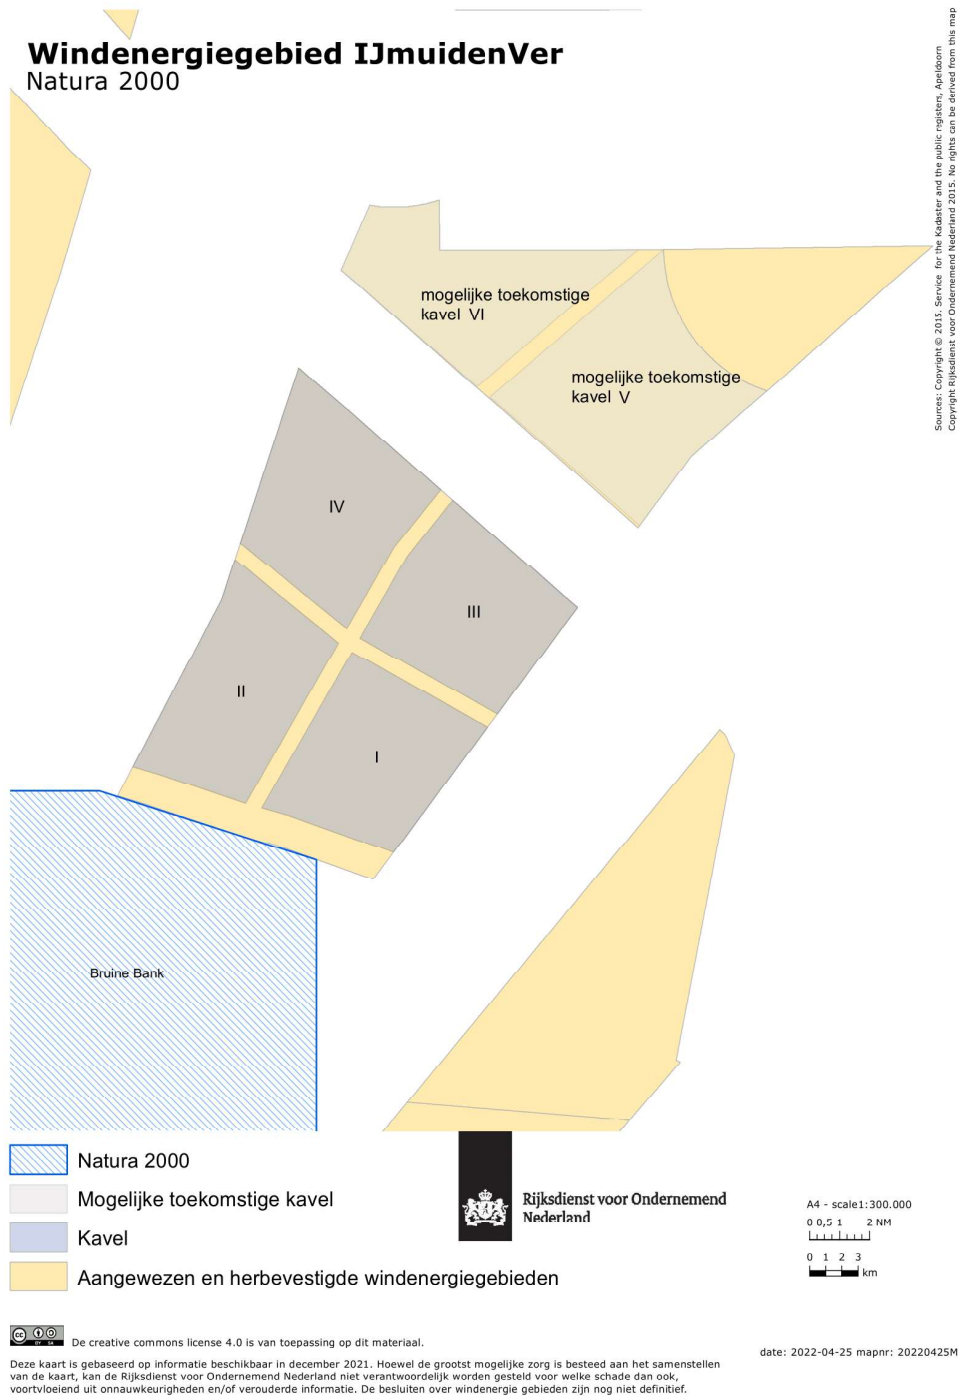 Windenergiegebied IJmuidenVer
Natura 2000
Sources: Copyright © 2015. Service for the Kadaster and the public registers, Apeldoorn
Copyright Rijksdienst voor Ondernemend Nederland 2015. No rights can be derived from this map
mogelijke toekomstige
kavel VI
mogelijke toekomstige
kavel V
IV
III
II
I
Bruine Bank
Natura 2000
Mogelijke toekomstige kavel
Kavel
Aangewezen en herbevestigde windenergiegebieden
Rijksdienst voor Ondernemend
Nederland
A4 - scale1:300.000
0 0,5 1 2 NM
0 1 2 3
km
cc BY SA
De creative commons license 4.0 is van toepassing op dit materiaal.
date: 2022-04-25 mapnr: 20220425M
Deze kaart is gebaseerd op informatie beschikbaar in december 2021. Hoewel de grootst mogelijke zorg is besteed aan het samenstellen
van de kaart, kan de Rijksdienst voor Ondernemend Nederland niet verantwoordelijk worden gesteld voor welke schade dan ook,
voortvloeiend uit onnauwkeurigheden en/of verouderde informatie. De besluiten over windenergie gebieden zijn nog niet definitief.